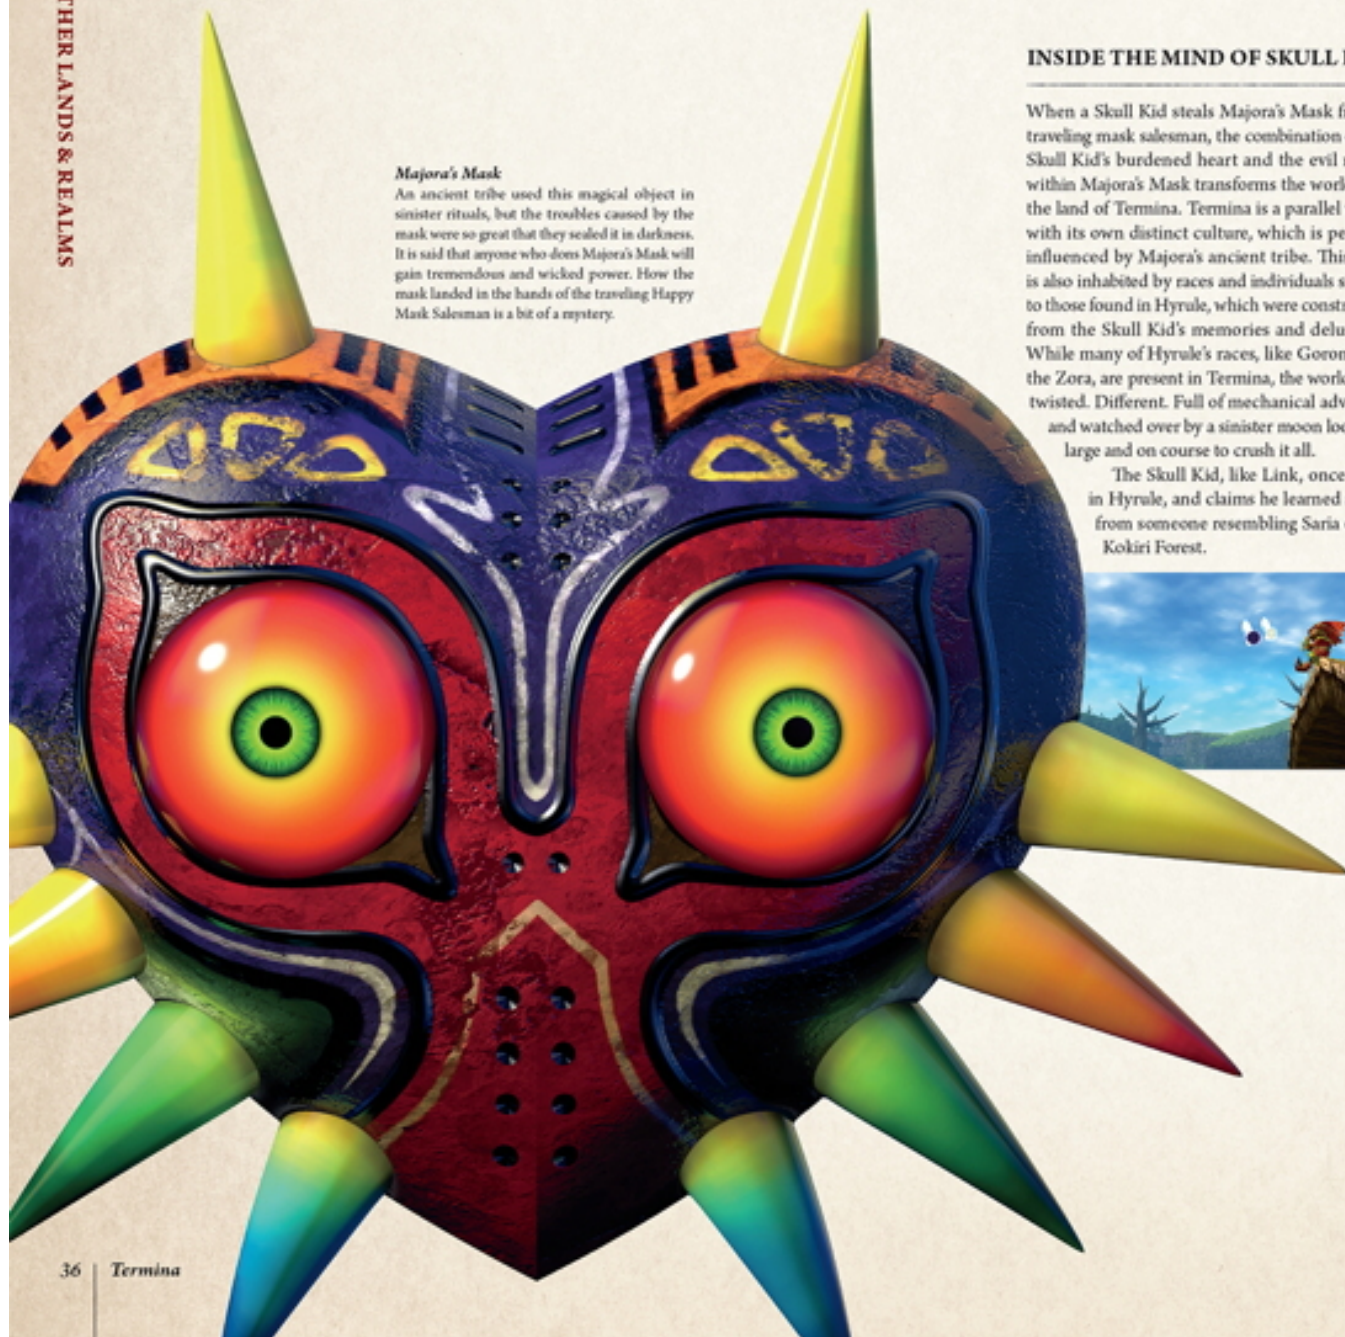 THER LANDS & REALMS
Majora's Mask
An ancient tribe used this magical object in
sinister rituals, but the troubles caused by the
mask were so great that they sealed it in darkness.
It is said that anyone who dons Majora's Mask will
gain tremendous and wicked power. How the
mask landed in the hands of the traveling Happy
Mask Salesman is a bit of a mystery.
INSIDE THE MIND OF SKULL
When a Skull Kid steals Majora's Mask
traveling mask salesman, the combination
Skull Kid's burdened heart and the evil
within Majora's Mask transforms the
the land of Termina. Termina is a parallel
with its own distinct culture, which is
influenced by Majora's ancient tribe.
is also inhabited by races and individuals
to those found in Hyrule, which were
from the Skull Kid's memories and
While many of Hyrule's races, like
the Zora, are present in Termina, the
twisted. Different. Full of mechanical
and watched over by a sinister moon
large and on course to crush it all.
The Skull Kid, like Link, once
in Hyrule, and claims he learned
from someone resembling Saria
Kokiri Forest.
36 | Termina